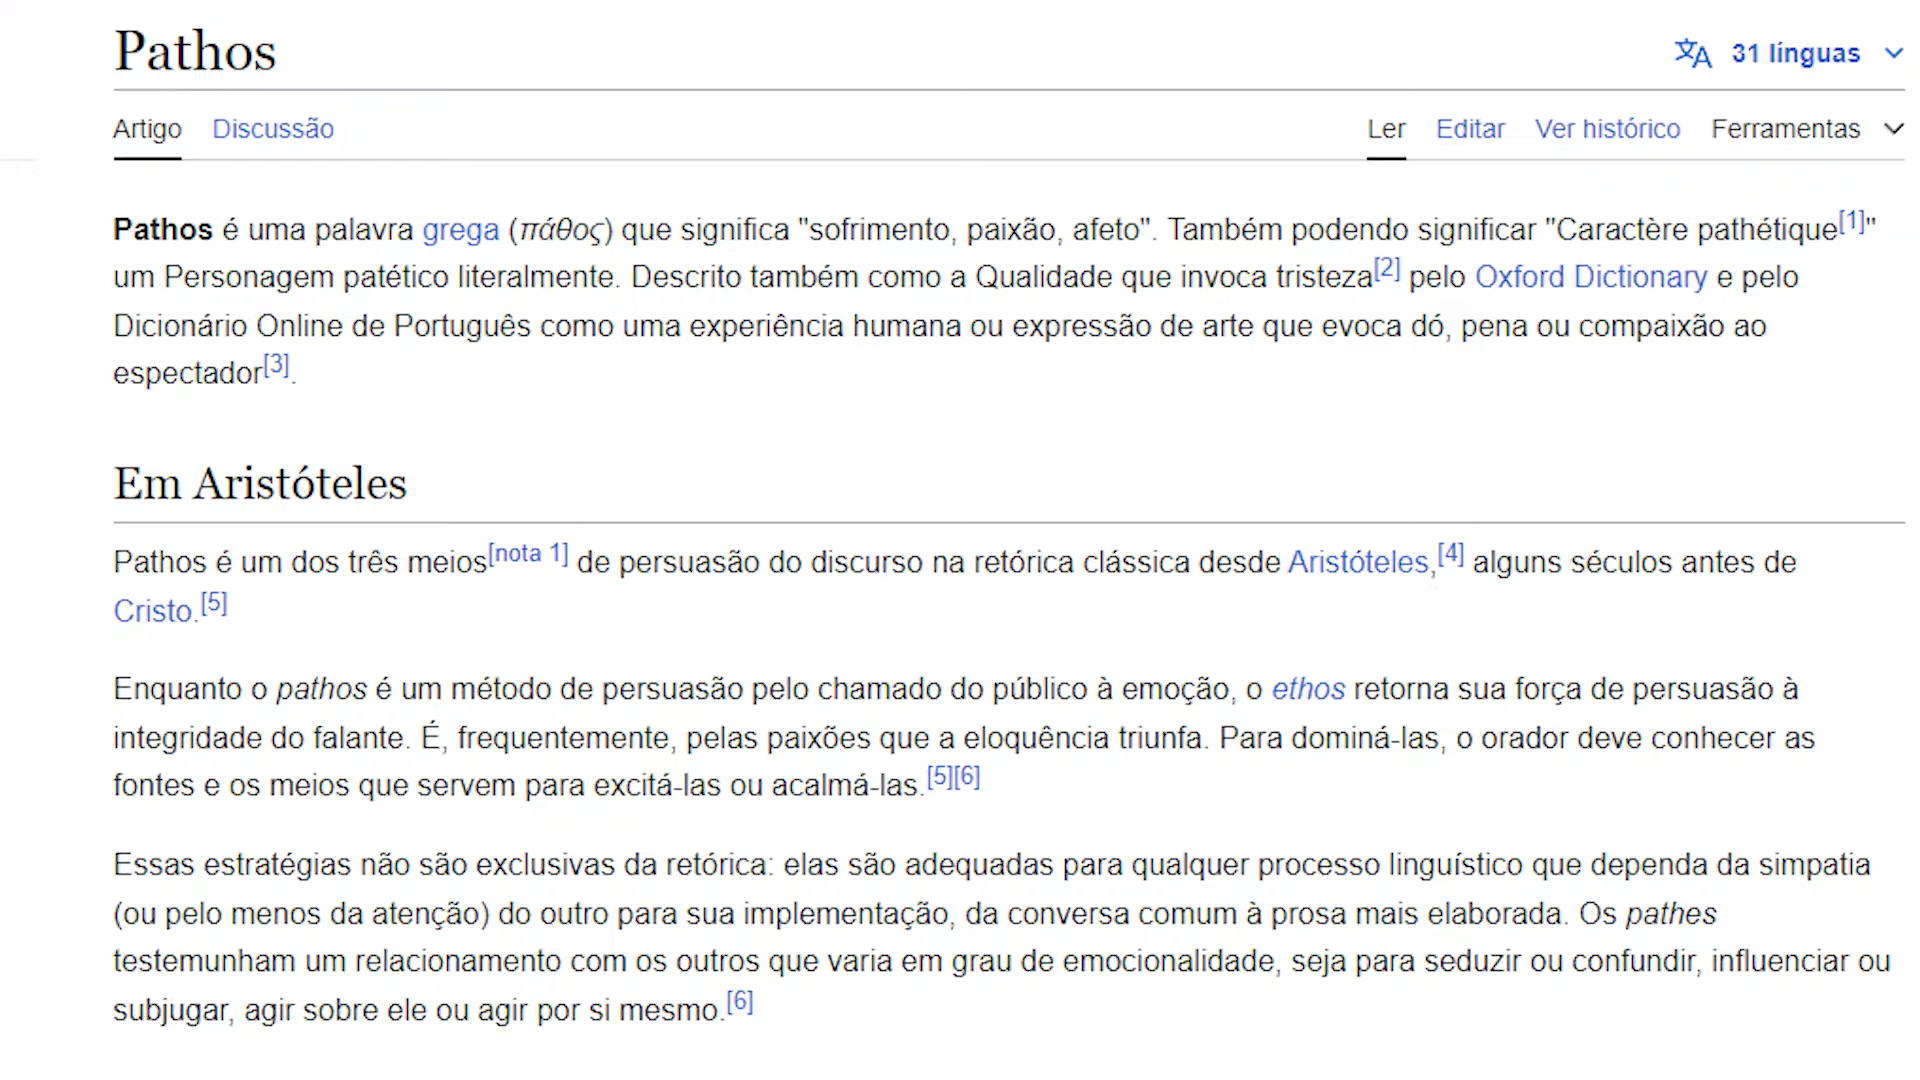 Pathos
31 línguas
Artigo Discussão Ler Editar Ver histórico Ferramentas
Pathos é uma palavra grega (πάθος) que significa "sofrimento, paixão, afeto". Também podendo significar "Caractère pathétique[1]"
um Personagem patético literalmente. Descrito também como a Qualidade que invoca tristeza[2] pelo Oxford Dictionary e pelo
Dicionário Online de Português como uma experiência humana ou expressão de arte que evoca dó, pena ou compaixão ao
espectador[3].
Em Aristóteles
Pathos é um dos três meios[nota 1] de persuasão do discurso na retórica clássica desde Aristóteles,[4] alguns séculos antes de
Cristo.[5]
Enquanto o pathos é um método de persuasão pelo chamado do público à emoção, o ethos retorna sua força de persuasão à
integridade do falante. É, frequentemente, pelas paixões que a eloquência triunfa. Para dominá-las, o orador deve conhecer as
fontes e os meios que servem para excitá-las ou acalmá-las.[5][6]
Essas estratégias não são exclusivas da retórica: elas são adequadas para qualquer processo linguístico que dependa da simpatia
(ou pelo menos da atenção) do outro para sua implementação, da conversa comum à prosa mais elaborada. Os pathes
testemunham um relacionamento com os outros que varia em grau de emocionalidade, seja para seduzir ou confundir, influenciar ou
subjugar, agir sobre ele ou agir por si mesmo.[6]